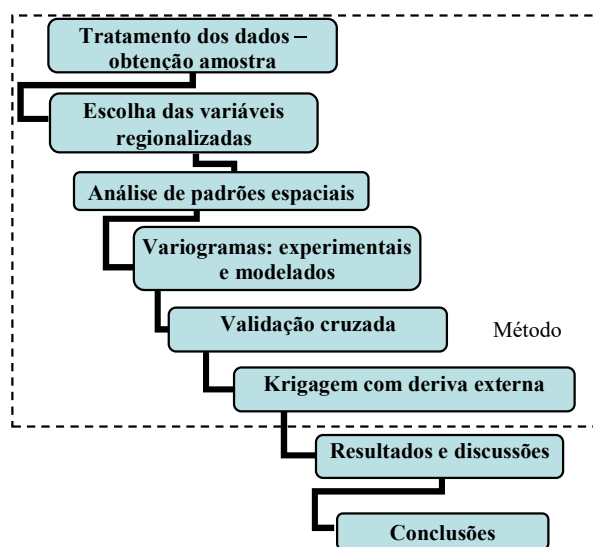 Tratamento dos dados –
obtenção amostra
Escolha das variáveis
regionalizadas
Análise de padrões espaciais
Variogramas: experimentais
e modelados
Validação cruzada
Método
Krigagem com deriva externa
Resultados e discussões
Conclusões